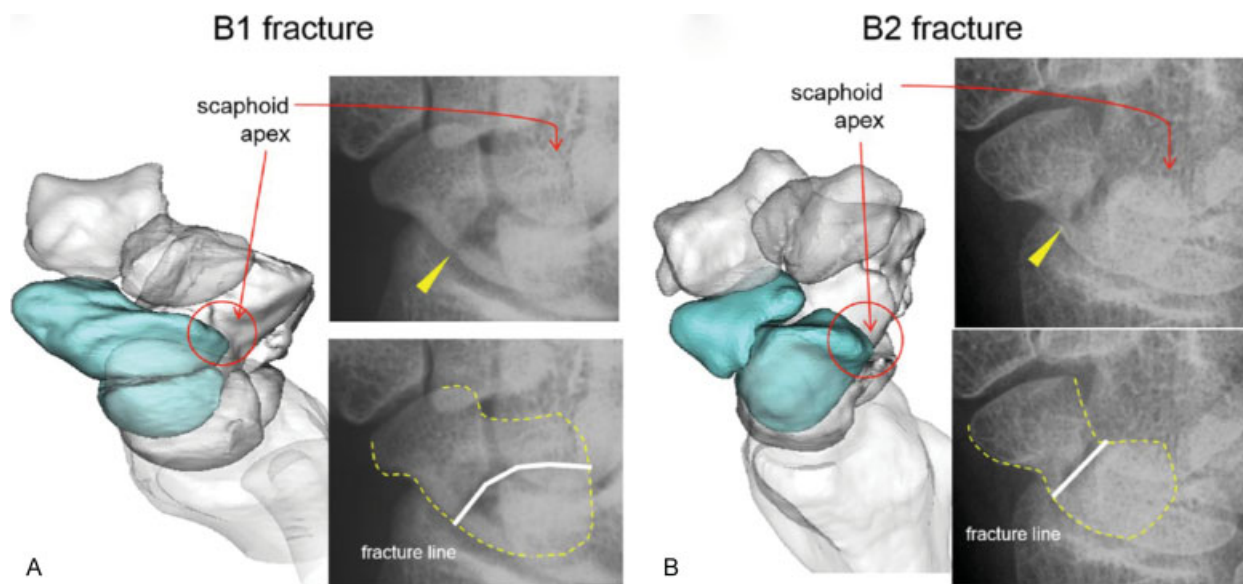 B1 fracture
scaphoid
apex
fracture line
A
B2 fracture
scaphoid
apex
fracture line
B